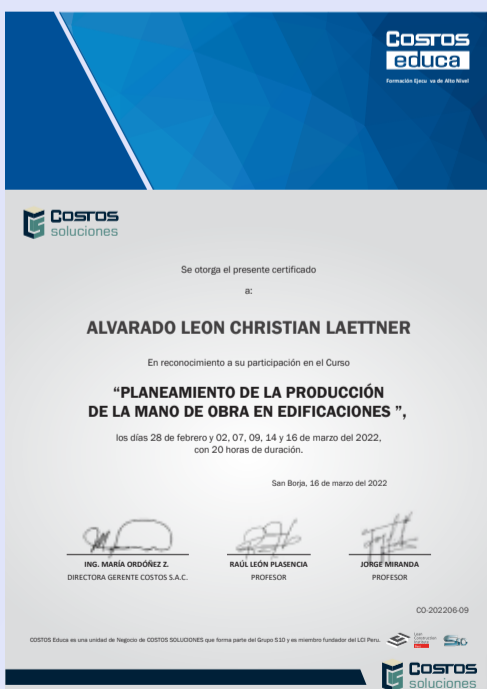 COSTOS
educa
Formación Ejecu va de Alto Nivel
COSTOS
soluciones
Se otorga el presente certificado
a:
ALVARADO LEON CHRISTIAN LAETTNER
En reconocimiento a su participación en el Curso
“PLANEAMIENTO DE LA PRODUCCIÓN
DE LA MANO DE OBRA EN EDIFICACIONES ”,
los días 28 de febrero y 02, 07, 09, 14 y 16 de marzo del 2022,
con 20 horas de duración.
San Borja, 16 de marzo del 2022
ING. MARÍA ORDÓÑEZ Z. RAÚL LEÓN PLASENCIA JORGE MIRANDA
DIRECTORA GERENTE COSTOS S.A.C. PROFESOR PROFESOR
CO-202206-09
COSTOS Educa es una unidad de Negocio de COSTOS SOLUCIONES que forma parte del Grupo S10 y es miembro fundador del LCI Peru.
Lean
Construction
Institute
S10
COSTOS
soluciones